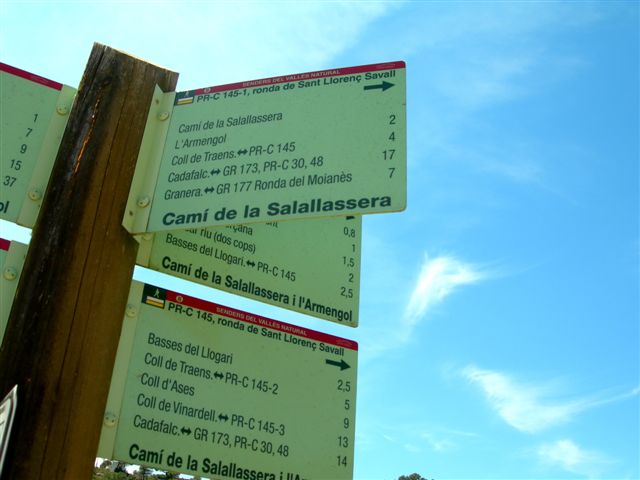 SENDERS DEL VALLÈS NATURAL
PR-C 145-1, ronda de Sant Llorenç Savall
Camí de la Salallassera 2
L'Armengol 4
Coll de Traens.↔PR-C 145
Cadafalc.↔GR 173, PR-C 30, 48 17
Granera.↔GR 177 Ronda del Moianès 7
Camí de la Salallassera
0,8
riu (dos cops) 1
Basses del Llogari. 1,5
↔PR-C 145 2
2,5
Camí de la Salallassera i l'Armengol
SENDERS DEL VALLÈS NATURAL
PR-C 145, ronda de Sant Llorenç Savall
Basses del Llogari 2,5
Coll de Traens.↔PR-C 145-2 5
Coll d'Ases 9
Coll de Vinardell.↔PR-C 145-3 13
Cadafalc.↔GR 173, PR-C 30, 48 14
Camí de la Salallassera i l'Arm
1
7
9
15
37
ol